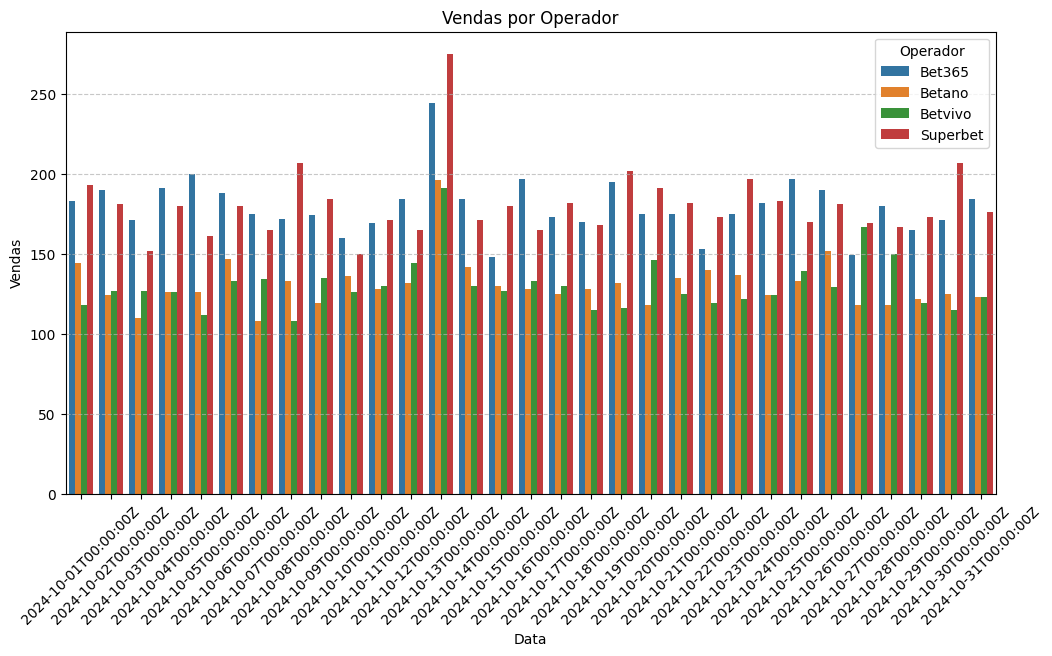 Vendas por Operador
Operador
Bet365
Betano
Betvivo
Superbet
Vendas
250
200
150
100
50
0
2024-10-01T00:00:00Z
2024-10-02T00:00:00Z
2024-10-03T00:00:00Z
2024-10-04T00:00:00Z
2024-10-05T00:00:00Z
2024-10-06T00:00:00Z
2024-10-07T00:00:00Z
2024-10-08T00:00:00Z
2024-10-09T00:00:00Z
2024-10-10T00:00:00Z
2024-10-11T00:00:00Z
2024-10-12T00:00:00Z
2024-10-13T00:00:00Z
2024-10-14T00:00:00Z
2024-10-15T00:00:00Z
2024-10-16T00:00:00Z
2024-10-17T00:00:00Z
2024-10-18T00:00:00Z
2024-10-19T00:00:00Z
2024-10-20T00:00:00Z
2024-10-21T00:00:00Z
2024-10-22T00:00:00Z
2024-10-23T00:00:00Z
2024-10-24T00:00:00Z
2024-10-25T00:00:00Z
2024-10-26T00:00:00Z
2024-10-27T00:00:00Z
2024-10-28T00:00:00Z
2024-10-29T00:00:00Z
2024-10-30T00:00:00Z
2024-10-31T00:00:00Z
Data